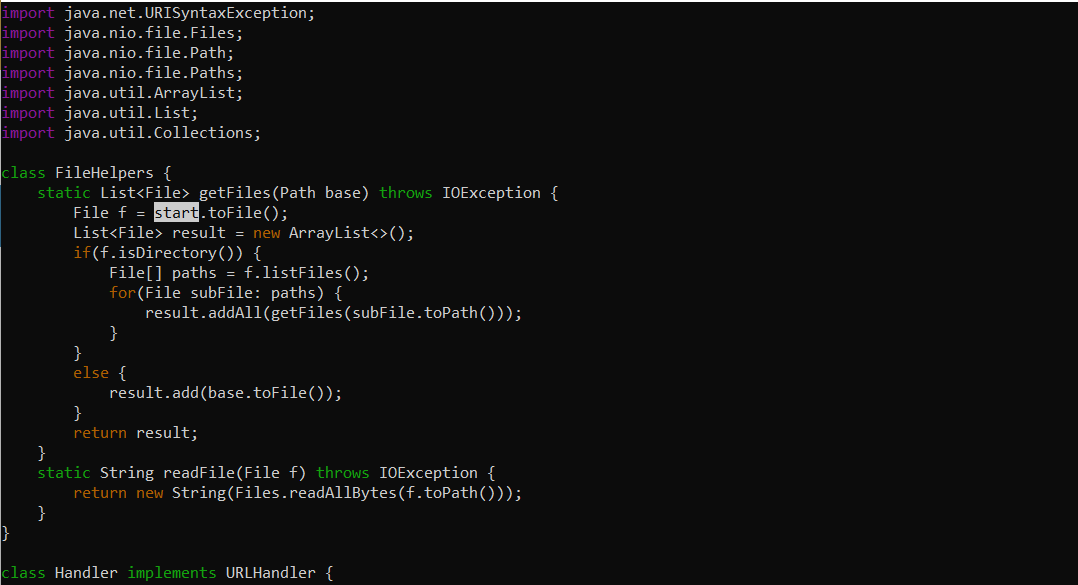 import java.net.URISyntaxException;
import java.nio.file.Files;
import java.nio.file.Path;
import java.nio.file.Paths;
import java.util.ArrayList;
import java.util.List;
import java.util.Collections;

class FileHelpers {
    static List<File> getFiles(Path base) throws IOException {
        File f = start.toFile();
        List<File> result = new ArrayList<>();
        if(f.isDirectory()) {
            File[] paths = f.listFiles();
            for(File subFile: paths) {
                result.addAll(getFiles(subFile.toPath()));
            }
        }
        else {
            result.add(base.toFile());
        }
        return result;
    }
    static String readFile(File f) throws IOException {
        return new String(Files.readAllBytes(f.toPath()));
    }
}

class Handler implements URLHandler {